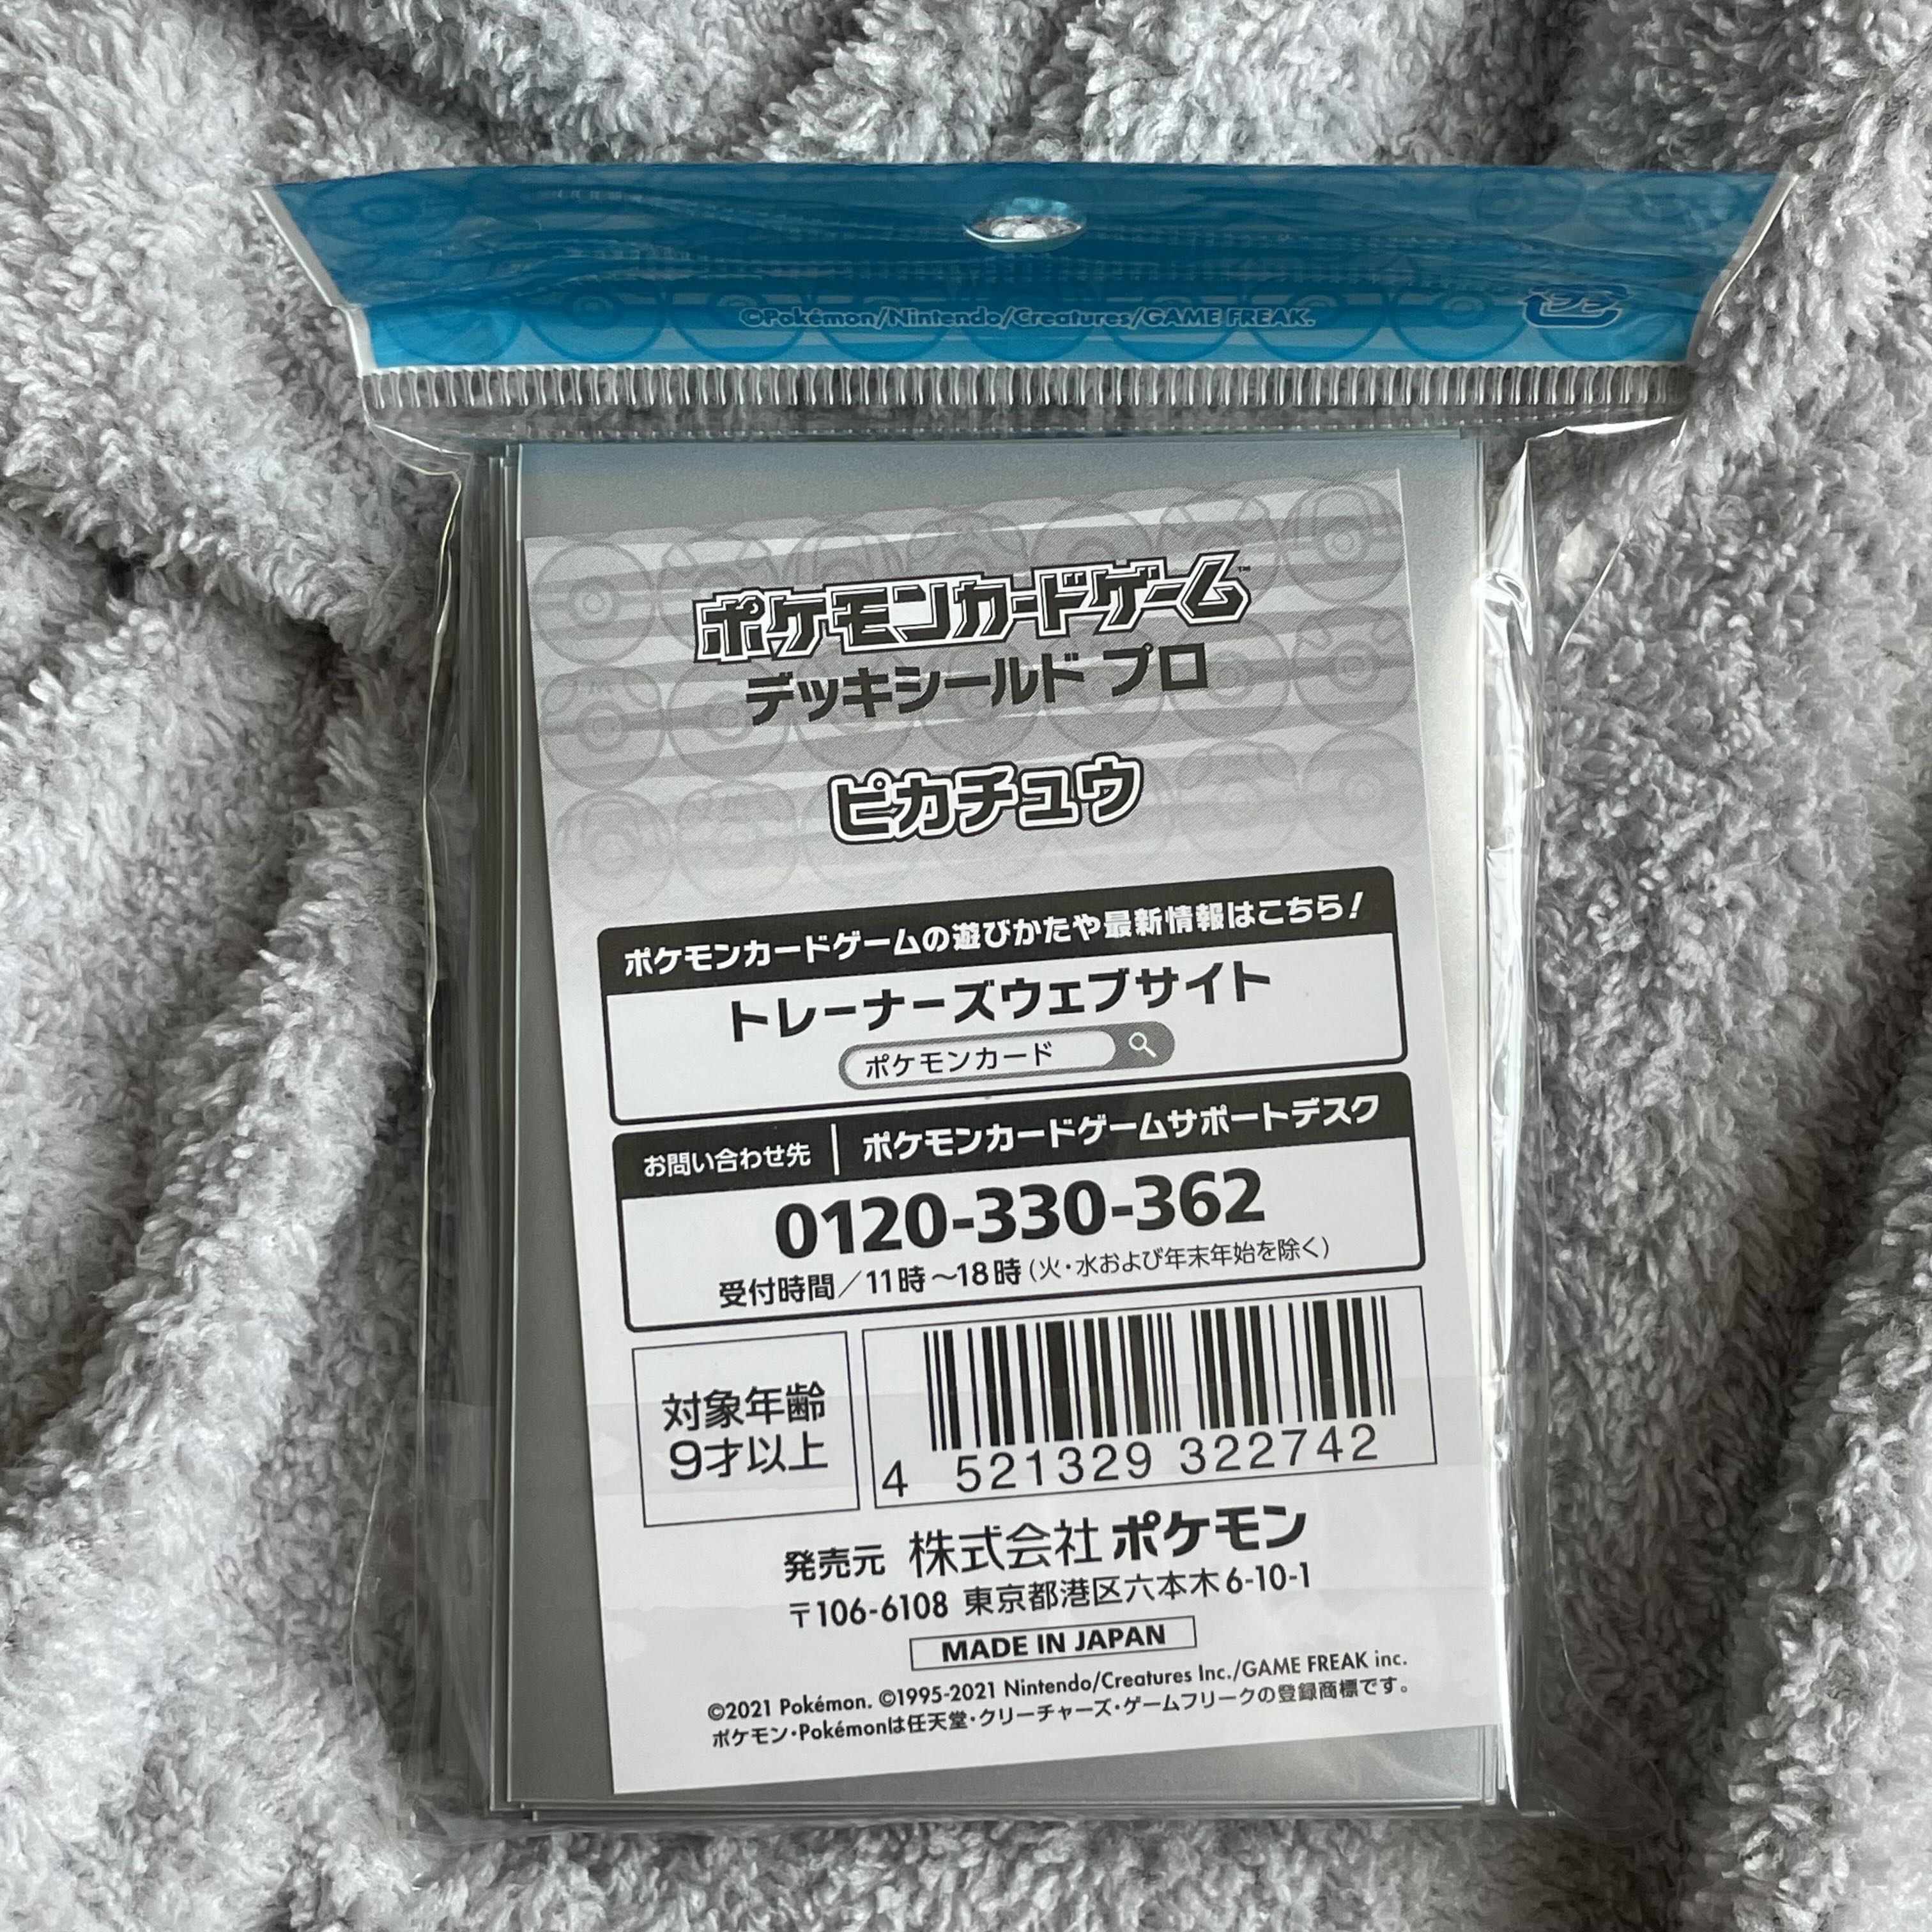 ©Pokémon/Nintendo/Creatures/GAME FREAK.
プラ
ポケモンカードゲーム™
デッキシールド プロ
ピカチュウ
ポケモンカードゲームの遊びかたや最新情報はこちら!
トレーナーズウェブサイト
ポケモンカード
お問い合わせ先 ポケモンカードゲームサポートデスク
0120-330-362
受付時間/11時~18時(火・水および年末年始を除く)
対象年齢
9才以上
4 521329 322742
発売元 株式会社 ポケモン
〒106-6108 東京都港区六本木6-10-1
MADE IN JAPAN
©2021 Pokémon. ©1995-2021 Nintendo/Creatures Inc./GAME FREAK inc.
ポケモン・Pokémonは任天堂・クリーチャーズ・ゲームフリークの登録商標です。